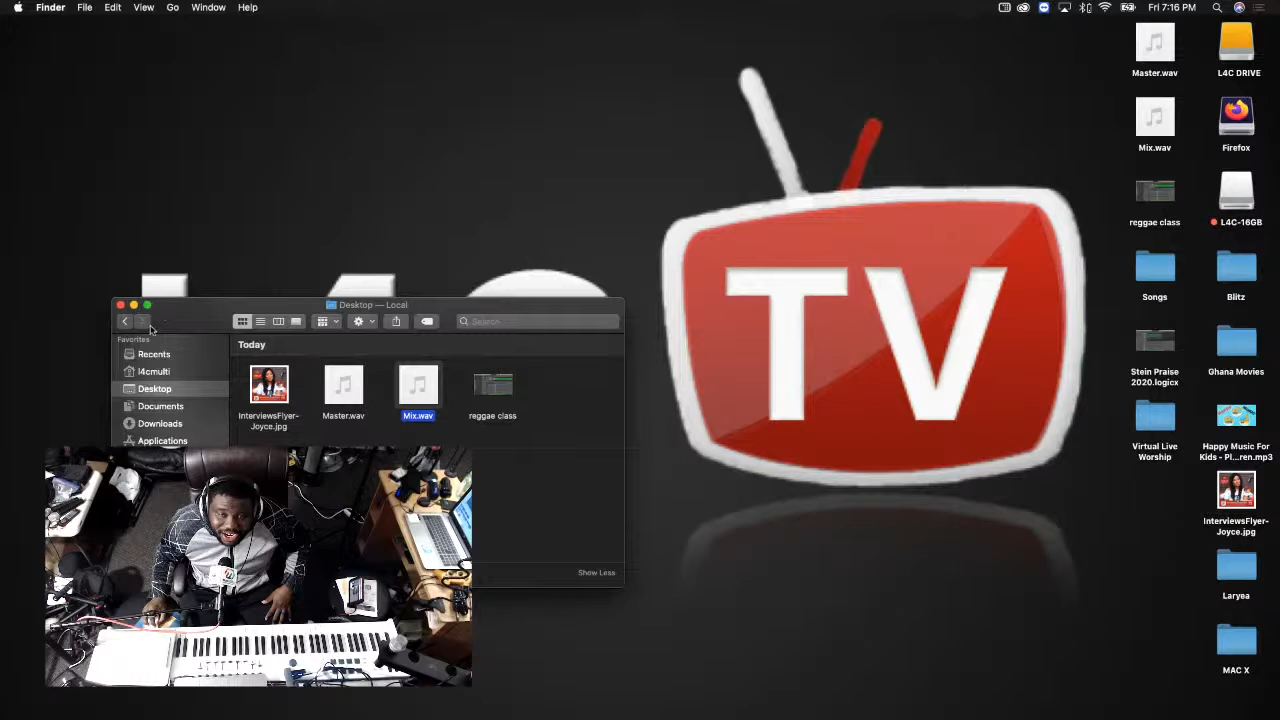 Finder File Edit View Go Window Help
Fri 7:16 PM
Master.wav
L4C DRIVE
Mix.wav
Firefox
reggae class
L4C-16GB
Songs
Blitz
Stein Praise
2020.logicx
Ghana Movies
Virtual Live
Worship
Happy Music For
Kids - Pl...ren.mp3
InterviewsFlyer-
Joyce.jpg
Laryea
MAC X
TV
Desktop — Local
Search
Favorites
Recents
l4cmulti
Desktop
Documents
Downloads
Applications
Today
InterviewsFlyer-
Joyce.jpg
Master.wav
Mix.wav
reggae class
Show Less